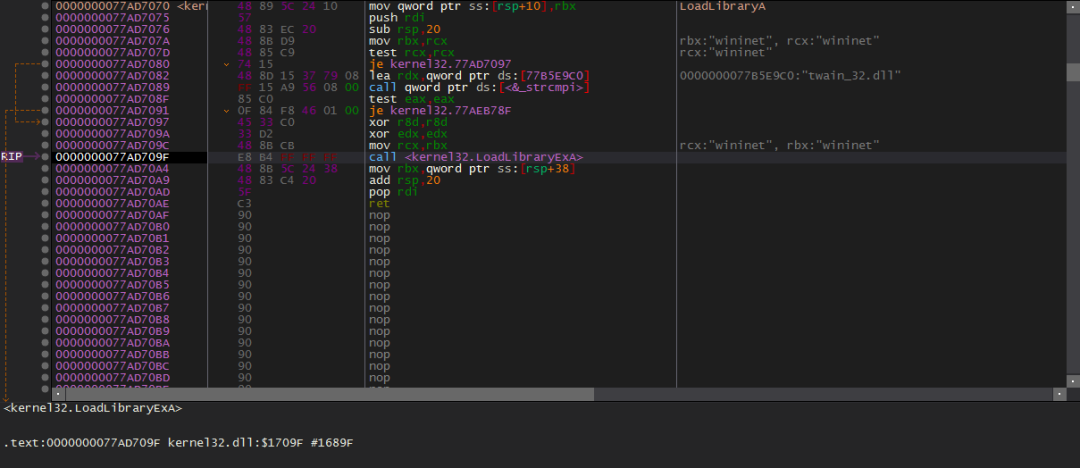 0000000077AD7070 <keri 48 89 5C 24 10 mov qword ptr ss:[rsp+10],rbx LoadLibraryA
0000000077AD7075 57 push rdi
0000000077AD7076 48 83 EC 20 sub rsp,20
0000000077AD707A 48 8B D9 mov rbx,rcx rbx:"wininet", rcx:"wininet"
0000000077AD707D 48 85 C9 test rcx,rcx rcx:"wininet"
0000000077AD7080 74 15 je kernel32.77AD7097
0000000077AD7082 48 8D 15 37 79 08 lea rdx,qword ptr ds:[77B5E9C0] 0000000077B5E9C0:"twain_32.dll"
0000000077AD7089 FF 15 A9 56 08 00 call qword ptr ds:[<&_strcmpi>]
0000000077AD708F 85 C0 test eax,eax
0000000077AD7091 0F 84 F8 46 01 00 je kernel32.77AEB78F
0000000077AD7097 45 33 C0 xor r8d,r8d
0000000077AD709A 33 D2 xor edx,edx
0000000077AD709C 48 8B CB mov rcx,rbx rcx:"wininet", rbx:"wininet"
RIP 0000000077AD709F E8 B4 call <kernel32.LoadLibraryExA>
0000000077AD70A4 48 8B 5C 24 38 mov rbx,qword ptr ss:[rsp+38]
0000000077AD70A9 48 83 C4 20 add rsp,20
0000000077AD70AD 5F pop rdi
0000000077AD70AE C3 ret
0000000077AD70AF 90 nop
0000000077AD70B0 90 nop
0000000077AD70B1 90 nop
0000000077AD70B2 90 nop
0000000077AD70B3 90 nop
0000000077AD70B4 90 nop
0000000077AD70B5 90 nop
0000000077AD70B6 90 nop
0000000077AD70B7 90 nop
0000000077AD70B8 90 nop
0000000077AD70B9 90 nop
0000000077AD70BA 90 nop
0000000077AD70BB 90 nop
0000000077AD70BC 90 nop
0000000077AD70BD 90 nop
<kernel32.LoadLibraryExA>
.text:0000000077AD709F kernel32.dll:$1709F #1689F